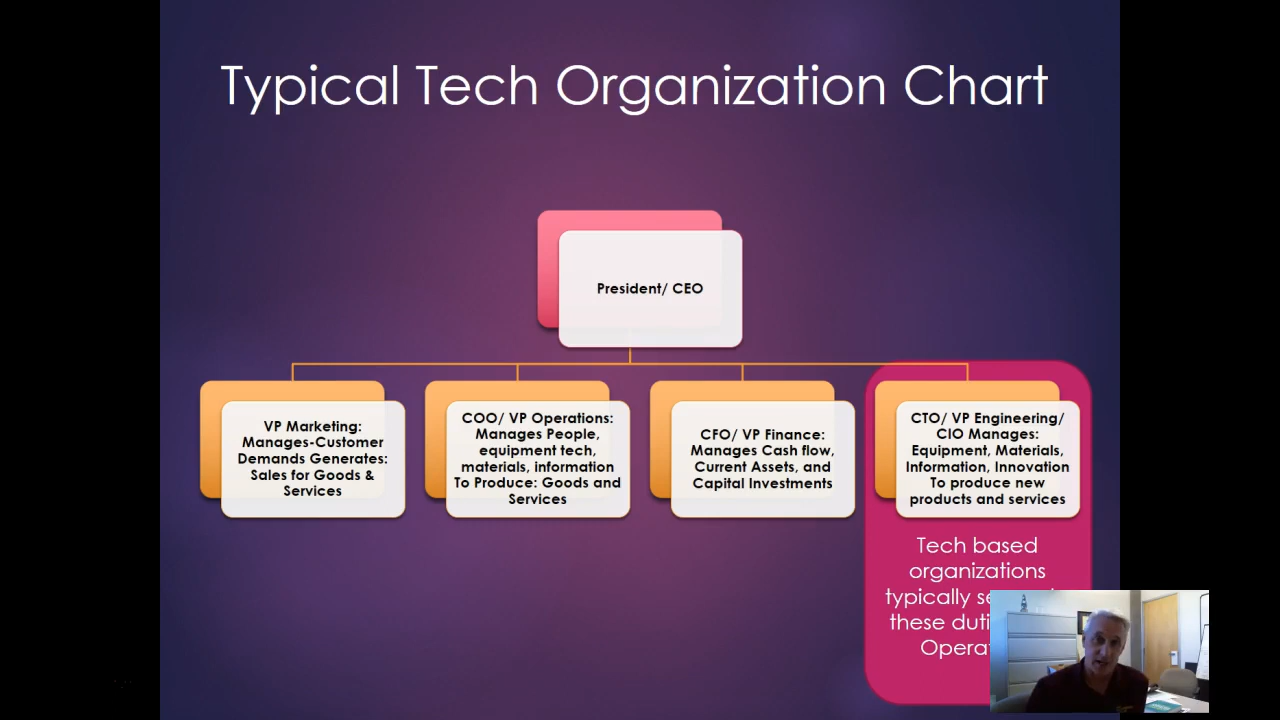 Typical Tech Organization Chart
President/ CEO
VP Marketing:
Manages-Customer
Demands Generates:
Sales for Goods &
Services
COO/ VP Operations:
Manages People,
equipment tech,
materials, information
To Produce: Goods and
Services
CFO/ VP Finance:
Manages Cash flow,
Current Assets, and
Capital Investments
CTO/ VP Engineering/
CIO Manages:
Equipment, Materials,
Information, Innovation
To produce new
products and services
Tech based
organizations
typically
these